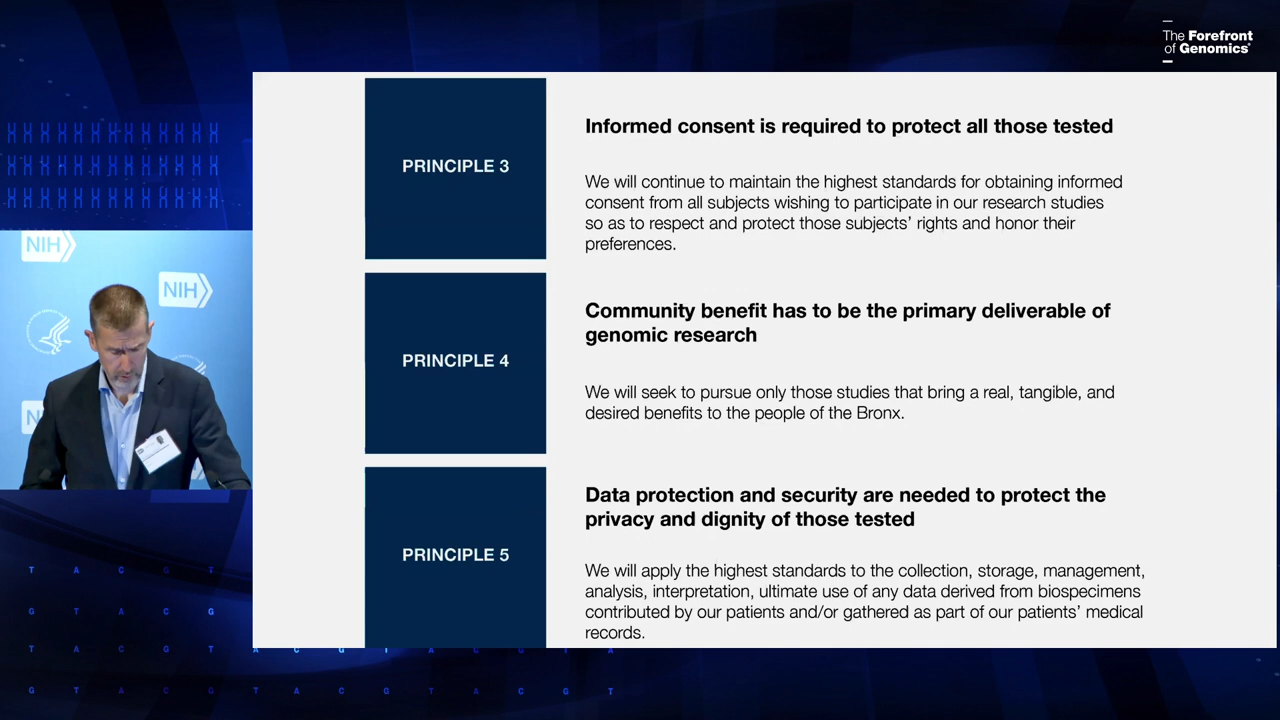 The Forefront
of Genomics®
PRINCIPLE 3
Informed consent is required to protect all those tested
We will continue to maintain the highest standards for obtaining informed
consent from all subjects wishing to participate in our research studies
so as to respect and protect those subjects’ rights and honor their
preferences.
PRINCIPLE 4
Community benefit has to be the primary deliverable of
genomic research
We will seek to pursue only those studies that bring a real, tangible, and
desired benefits to the people of the Bronx.
PRINCIPLE 5
Data protection and security are needed to protect the
privacy and dignity of those tested
We will apply the highest standards to the collection, storage, management,
analysis, interpretation, ultimate use of any data derived from biospecimens
contributed by our patients and/or gathered as part of our patients’ medical
records.
NIH
NIH
T A C G T
G T A C G
T A C G T A C G T A C G T A
G T A C G T A C G T A C G T